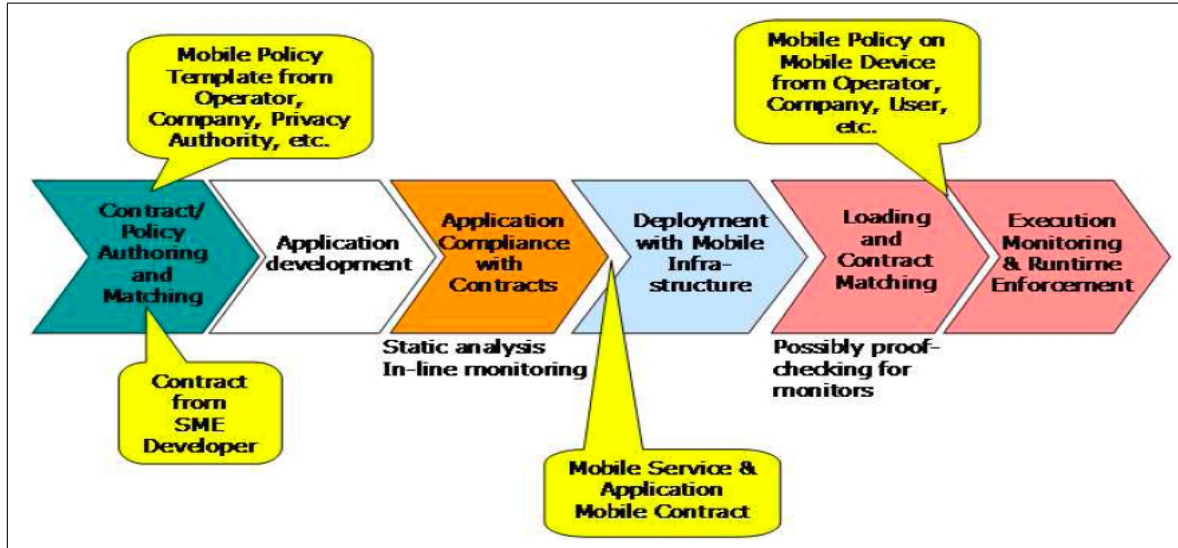 Mobile Policy
Template from
Operator,
Company, Privacy
Authority, etc.
Mobile Policy on
Mobile Device
from Operator,
Company, User,
etc.
Contract/
Policy
Authoring
and
Matching
Application
development
Application
Compliance
with
Contracts
Deployment
with Mobile
Infra-
structure
Loading
and
Contract
Matching
Execution
Monitoring
& Runtime
Enforcement
Static analysis
In-line monitoring
Possibly proof-
checking for
monitors
Contract
from
SME
Developer
Mobile Service &
Application
Mobile Contract